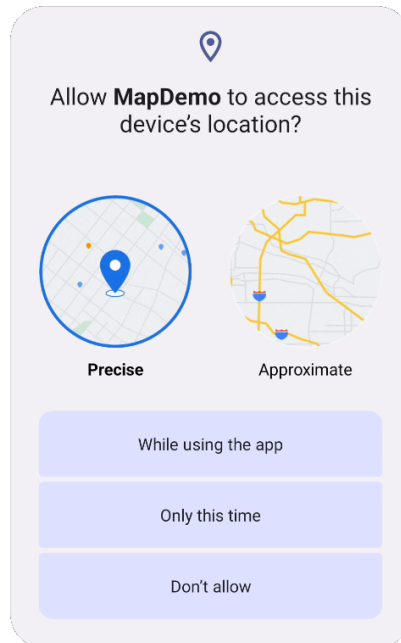 Allow MapDemo to access this
device’s location?
Precise
Approximate
While using the app
Only this time
Don’t allow